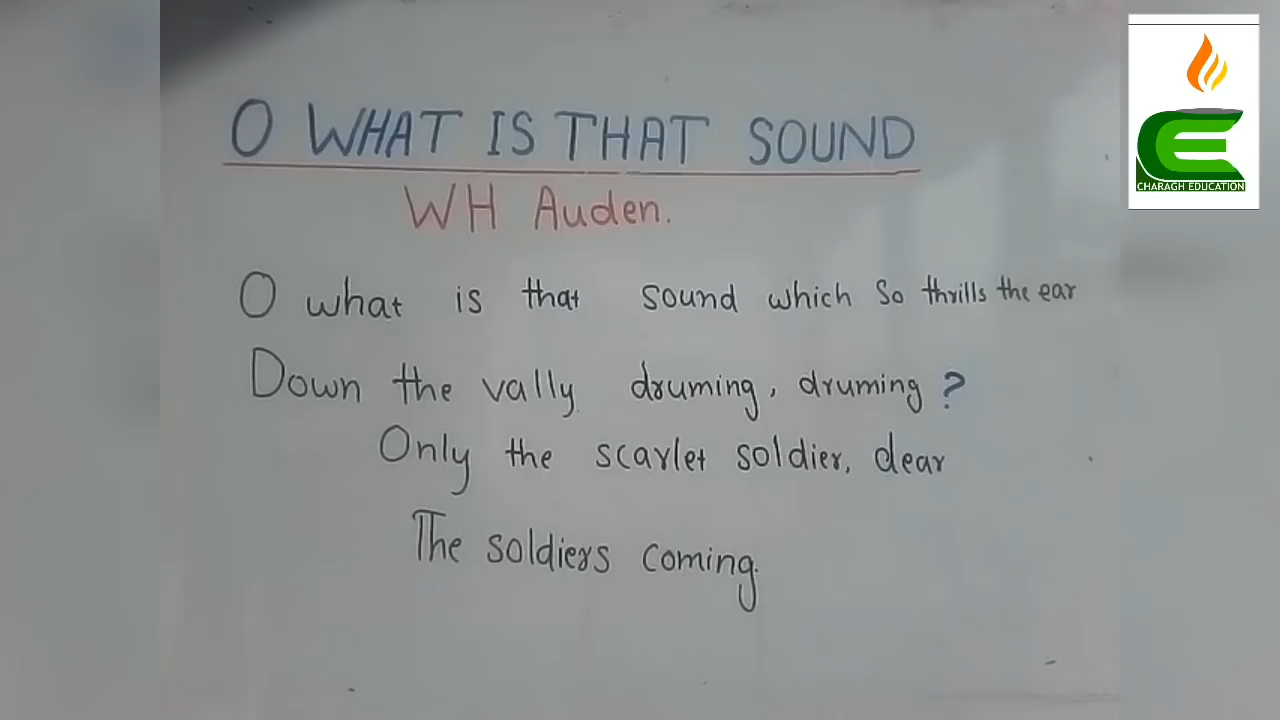 O WHAT IS THAT SOUND
WH Auden.
O what is that sound which So thrills the ear
Down the vally druming, druming ?
Only the scarlet soldier, dear
The soldiers coming.
CHARAGH EDUCATION